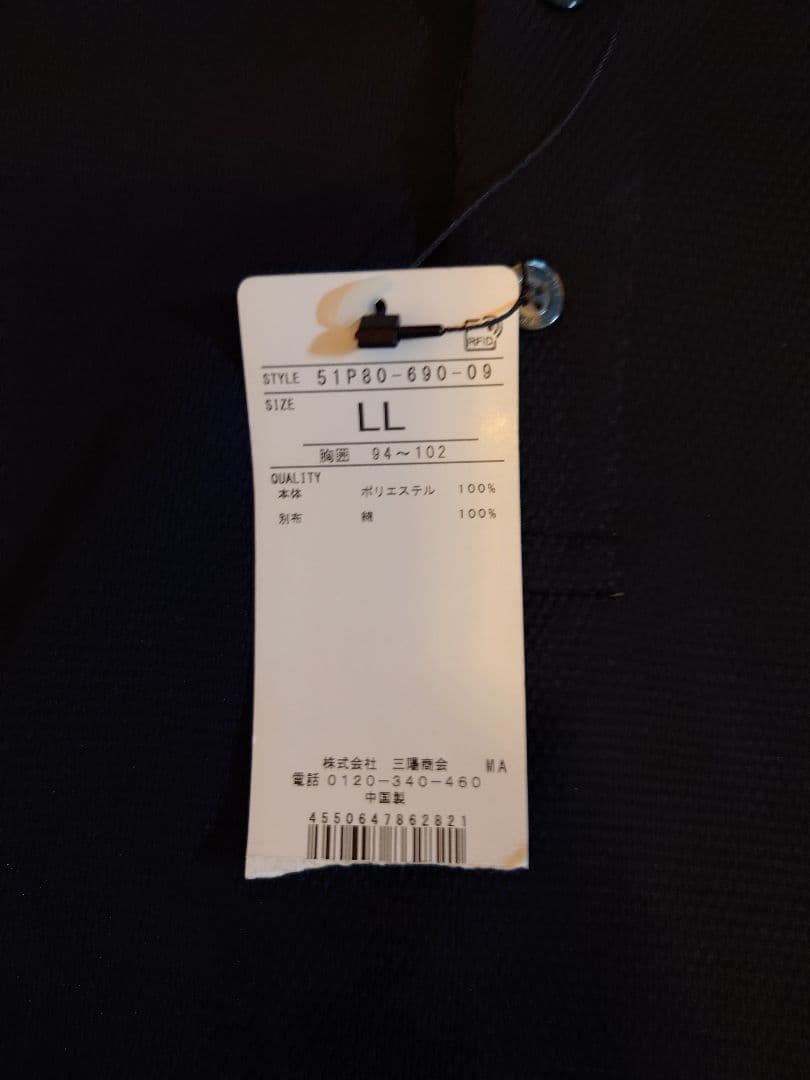 RFID
STYLE 51P80-690-09
SIZE LL
胸囲 94～102
QUALITY
本体 ポリエステル 100%
別布 綿 100%
株式会社 三陽商会 MA
電話 0120-340-460
中国製
4550647862821